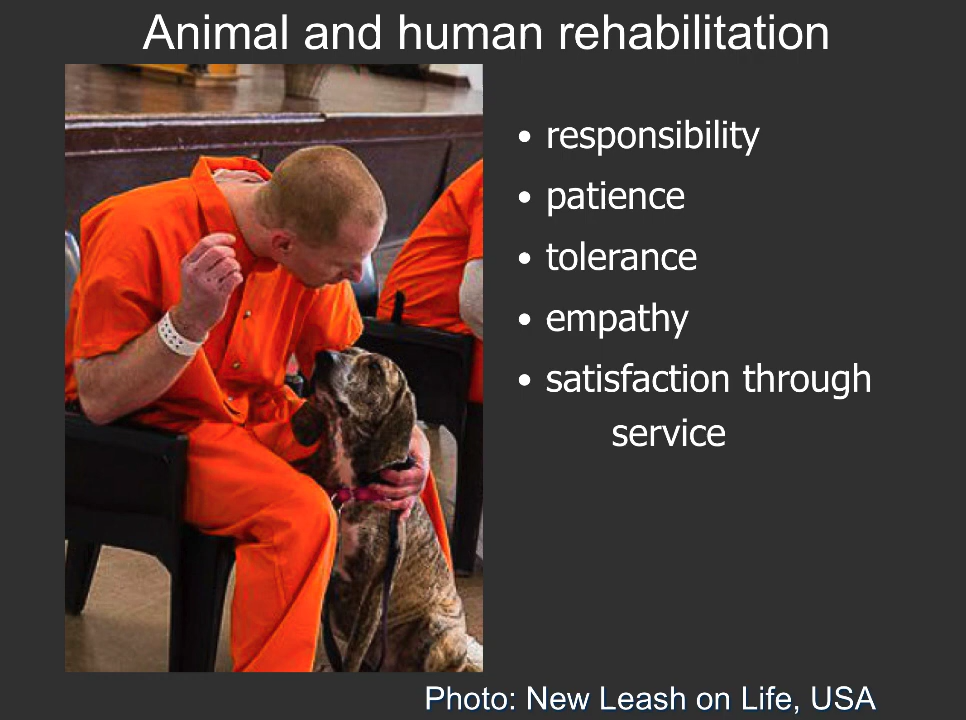 Animal and human rehabilitation
• responsibility
• patience
• tolerance
• empathy
• satisfaction through
service
Photo: New Leash on Life, USA